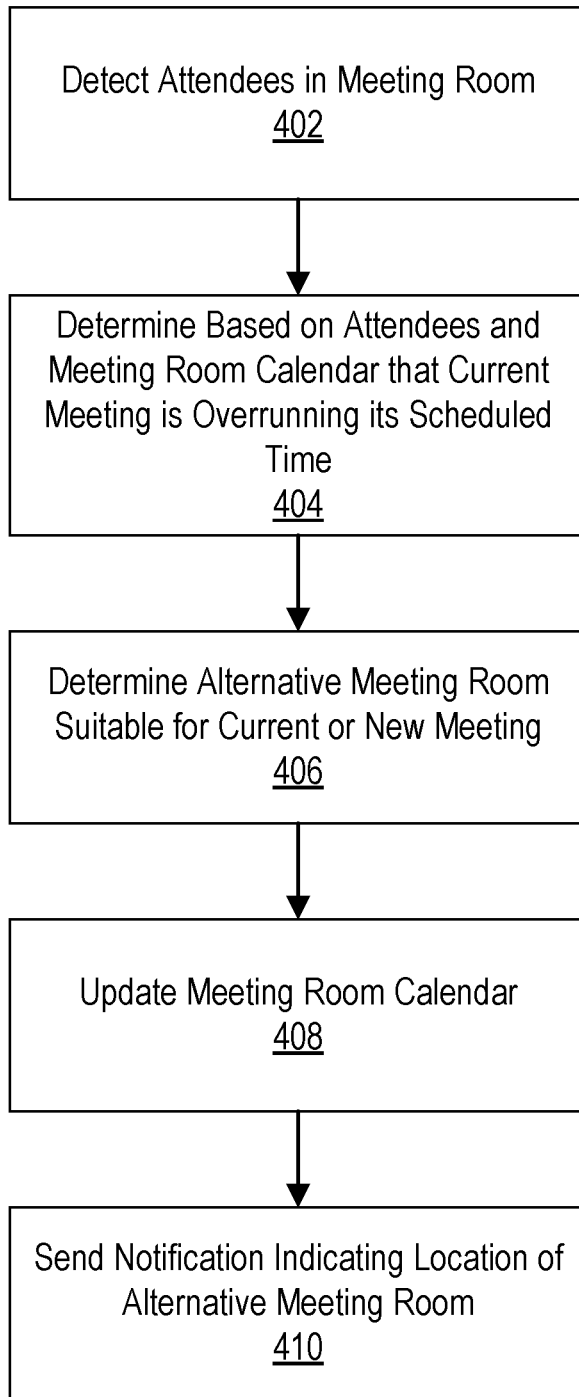 Detect Attendees in Meeting Room
402
Determine Based on Attendees and
Meeting Room Calendar that Current
Meeting is Overrunning its Scheduled
Time
404
Determine Alternative Meeting Room
Suitable for Current or New Meeting
406
Update Meeting Room Calendar
408
Send Notification Indicating Location of
Alternative Meeting Room
410